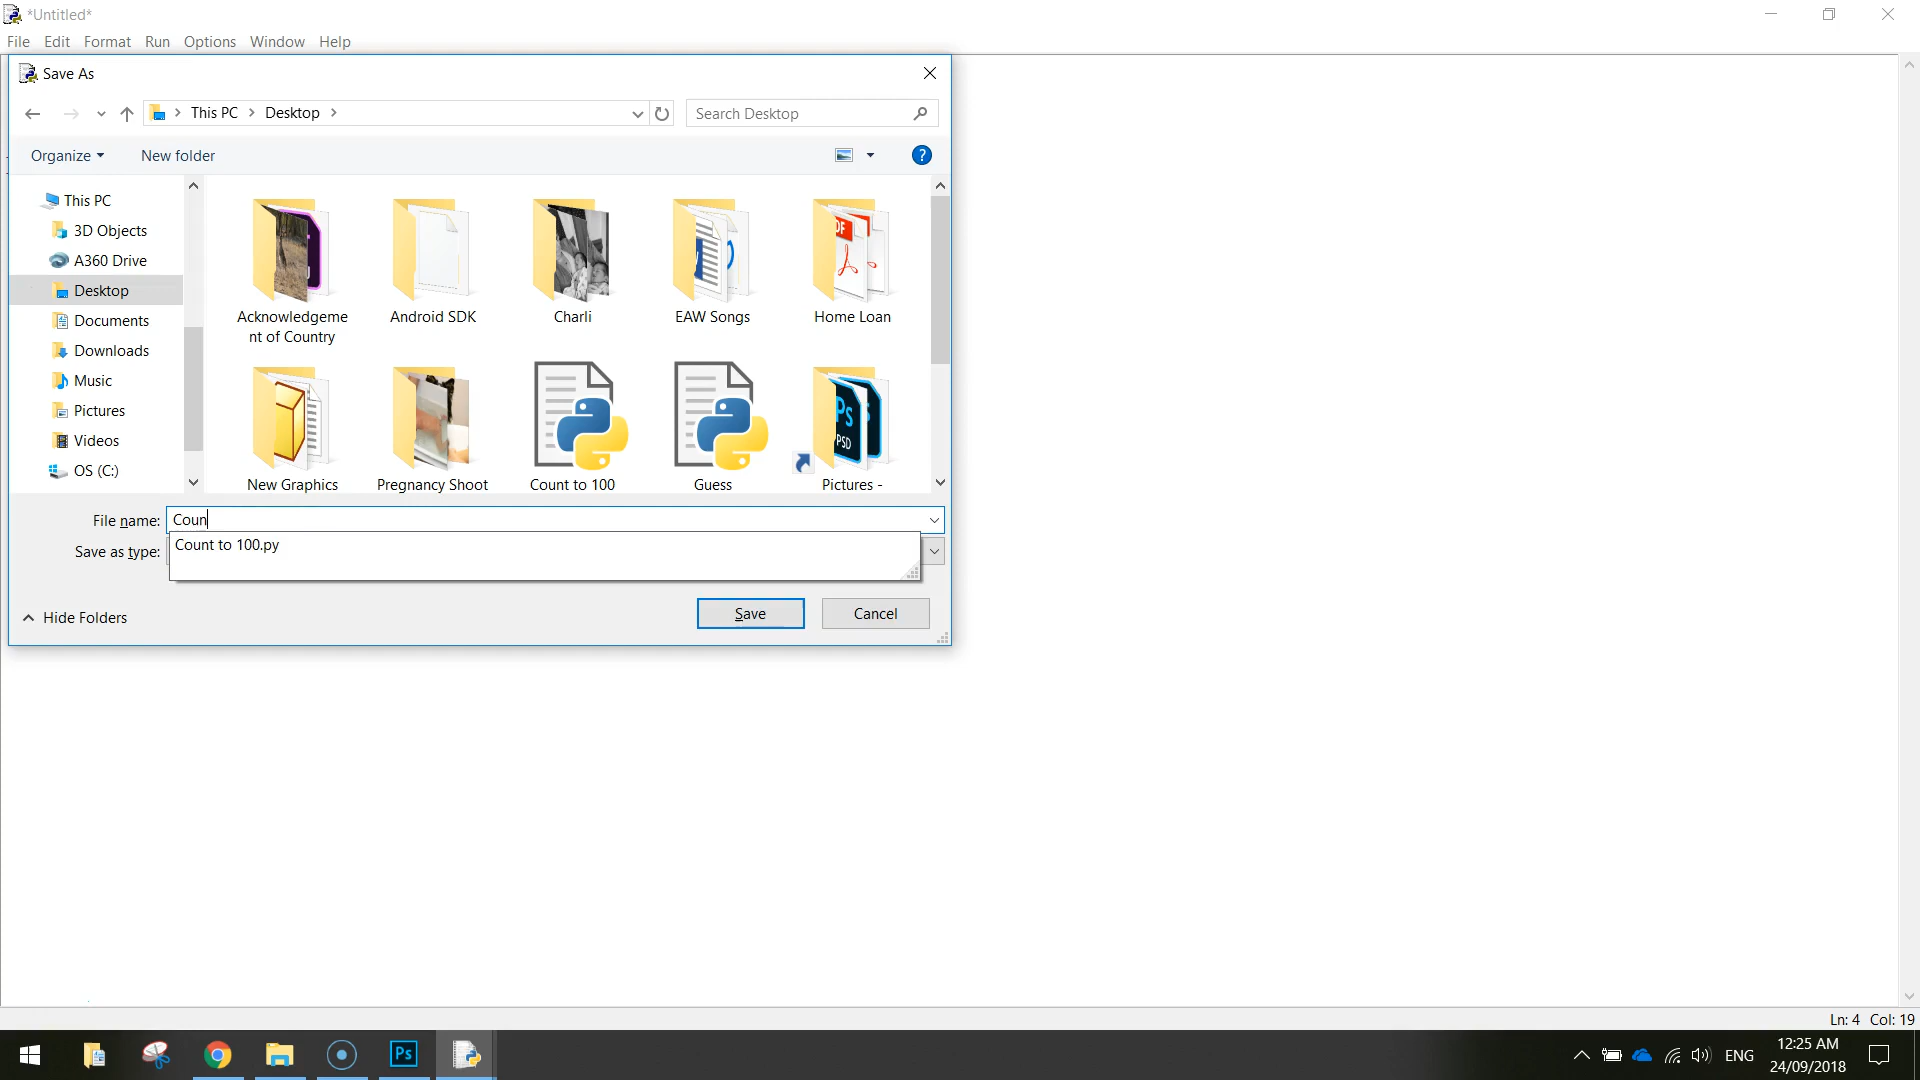 *Untitled*
File Edit Format Run Options Window Help
Save As
This PC Desktop
Search Desktop
Organize New folder
?
This PC
3D Objects
A360 Drive
Desktop
Documents
Downloads
Music
Pictures
Videos
OS (C:)
Acknowledgeme
nt of Country
Android SDK
Charli
EAW Songs
Home Loan
New Graphics
Pregnancy Shoot
Count to 100
Guess
Pictures -
File name: Coun
Save as type:
Count to 100.py
Hide Folders
Save Cancel
Ln: 4 Col: 19
Ps
ENG
12:25 AM
24/09/2018